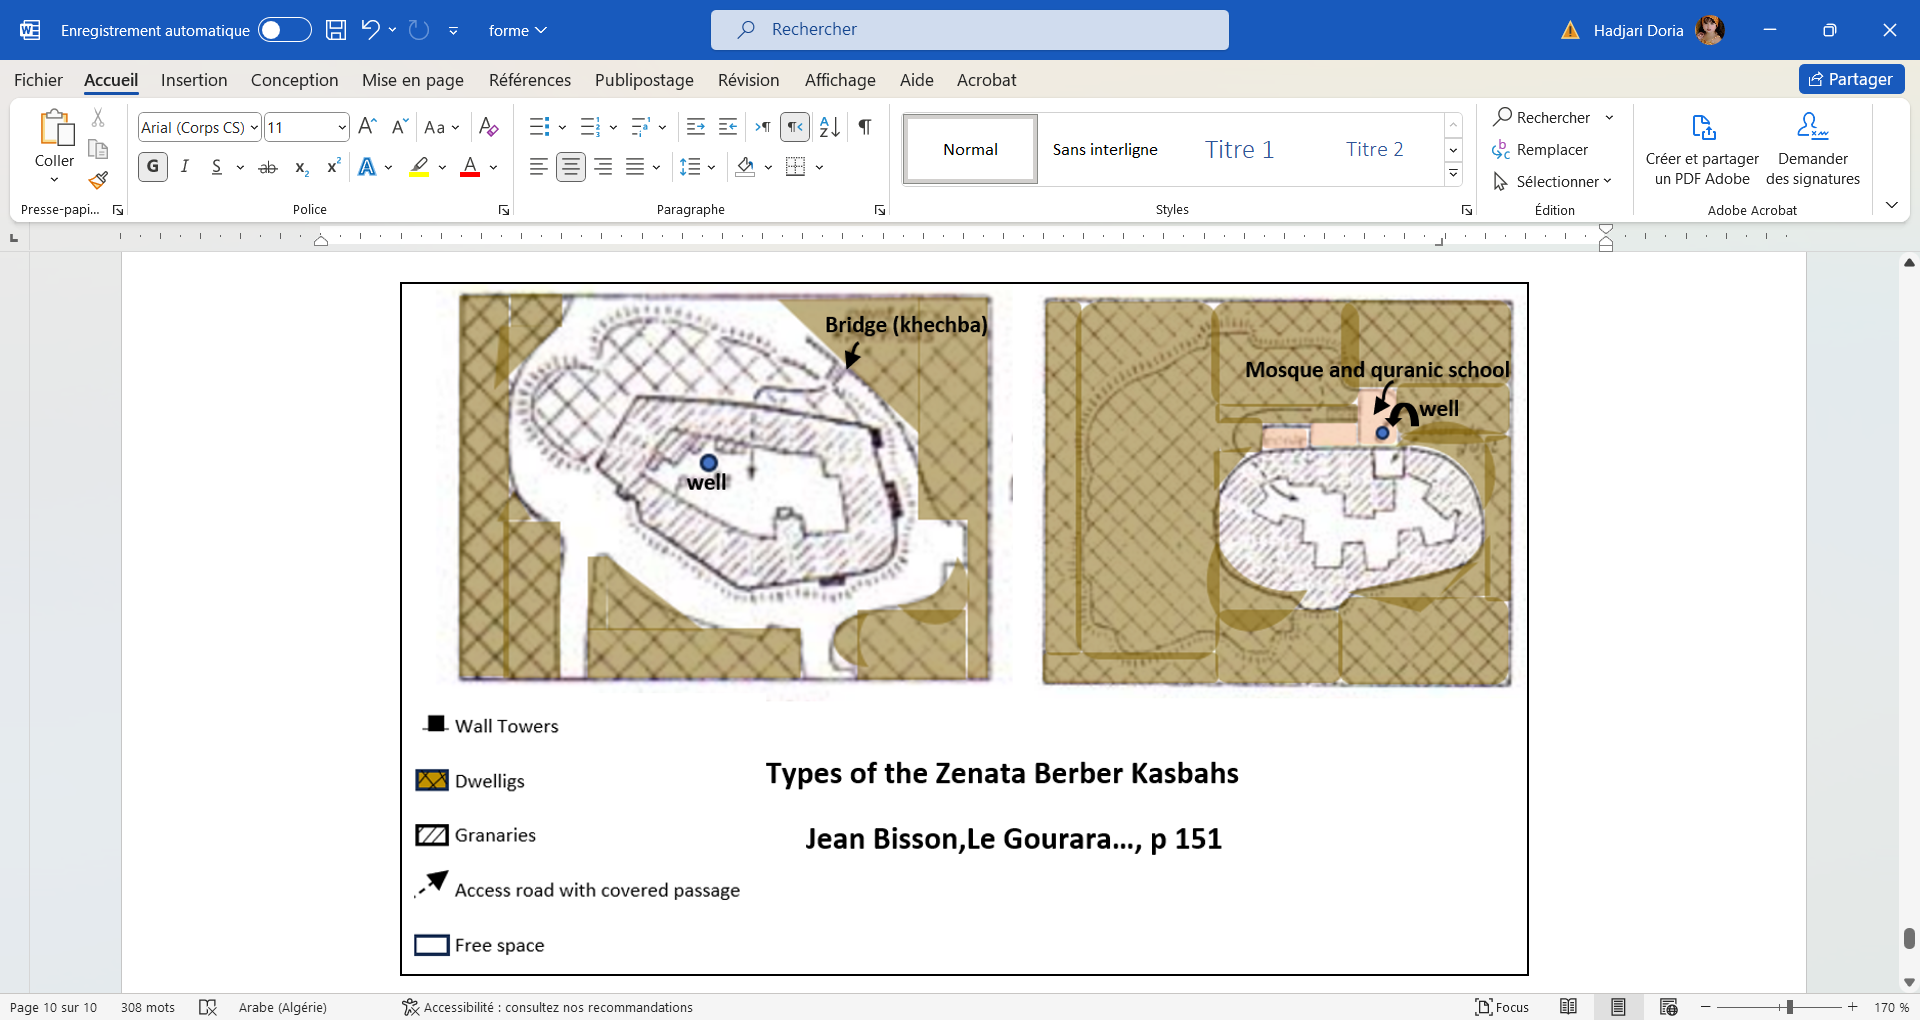 Enregistrement automatique
forme
Rechercher
Hadjari Doria
Fichier Accueil Insertion Conception Mise en page Références Publipostage Révision Affichage Aide Acrobat
Partager
Coller
Presse-papi...
Arial (Corps CS) 11
Police
Paragraphe
Normal
Sans interligne
Titre 1
Titre 2
Styles
Rechercher
Remplacer
Sélectionner
Édition
Créer et partager
un PDF Adobe
Demander
des signatures
Adobe Acrobat
Bridge (khechba)
well
Mosque and quranic school
well
Wall Towers
Dwelligs
Granaries
Access road with covered passage
Free space
Types of the Zenata Berber Kasbahs
Jean Bisson,Le Gourara..., p 151
Page 10 sur 10
308 mots
Arabe (Algérie)
Accessibilité : consultez nos recommandations
Focus
170 %